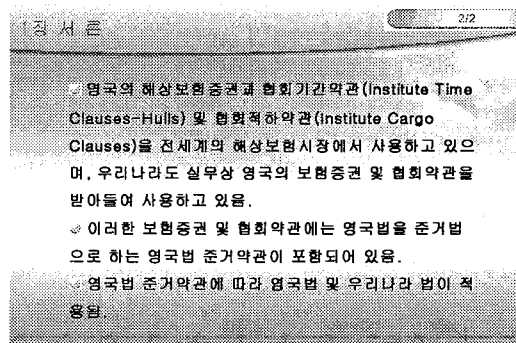 1장 서론
2/2
영국의 해상보험증권과 협회기간약관(Institute Time
Clauses-Hulls) 및 협회적하약관(Institute Cargo
Clauses)을 전세계의 해상보험시장에서 사용하고 있으
며, 우리나라도 실무상 영국의 보험증권 및 협회약관을
받아들여 사용하고 있음.
이러한 보험증권 및 협회약관에는 영국법을 준거법
으로 하는 영국법 준거약관이 포함되어 있음.
영국법 준거약관에 따라 영국법 및 우리나라 법이 적
용됨.